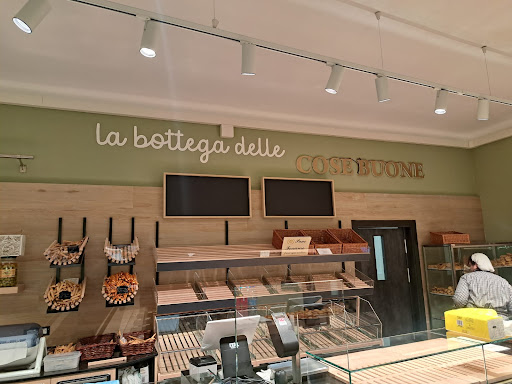 la bottega delle
COSE BUONE